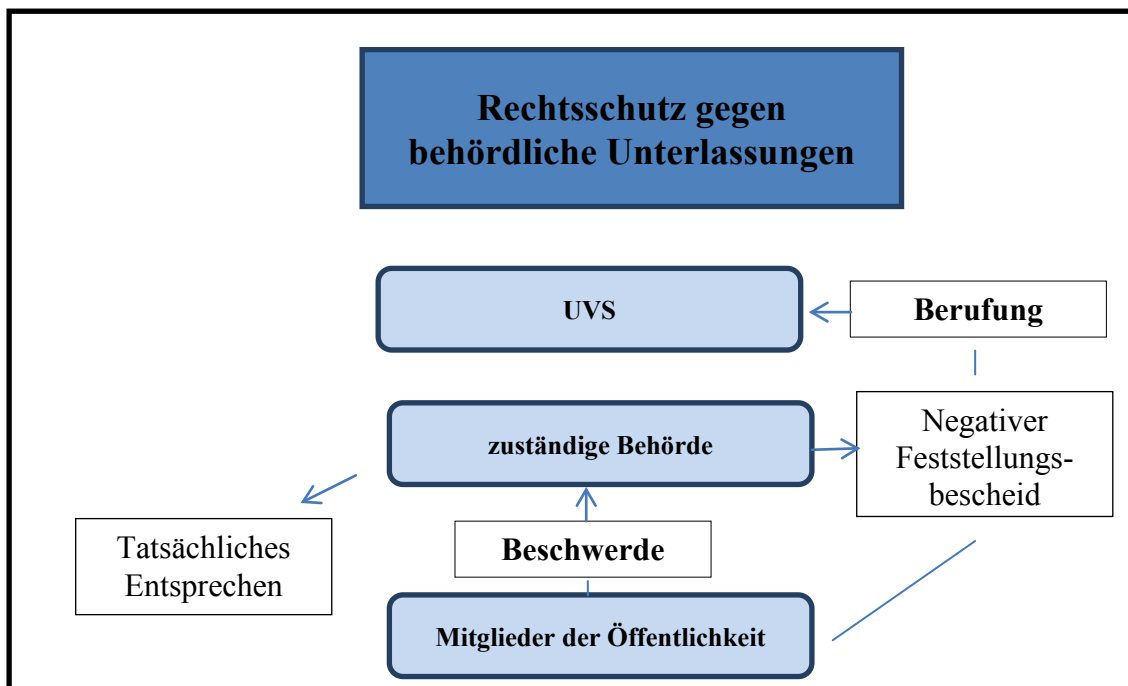 Rechtsschutz gegen
behördliche Unterlassungen
UVS
Berufung
zuständige Behörde
Negativer
Feststellungs-
bescheid
Tatsächliches
Entsprechen
Beschwerde
Mitglieder der Öffentlichkeit